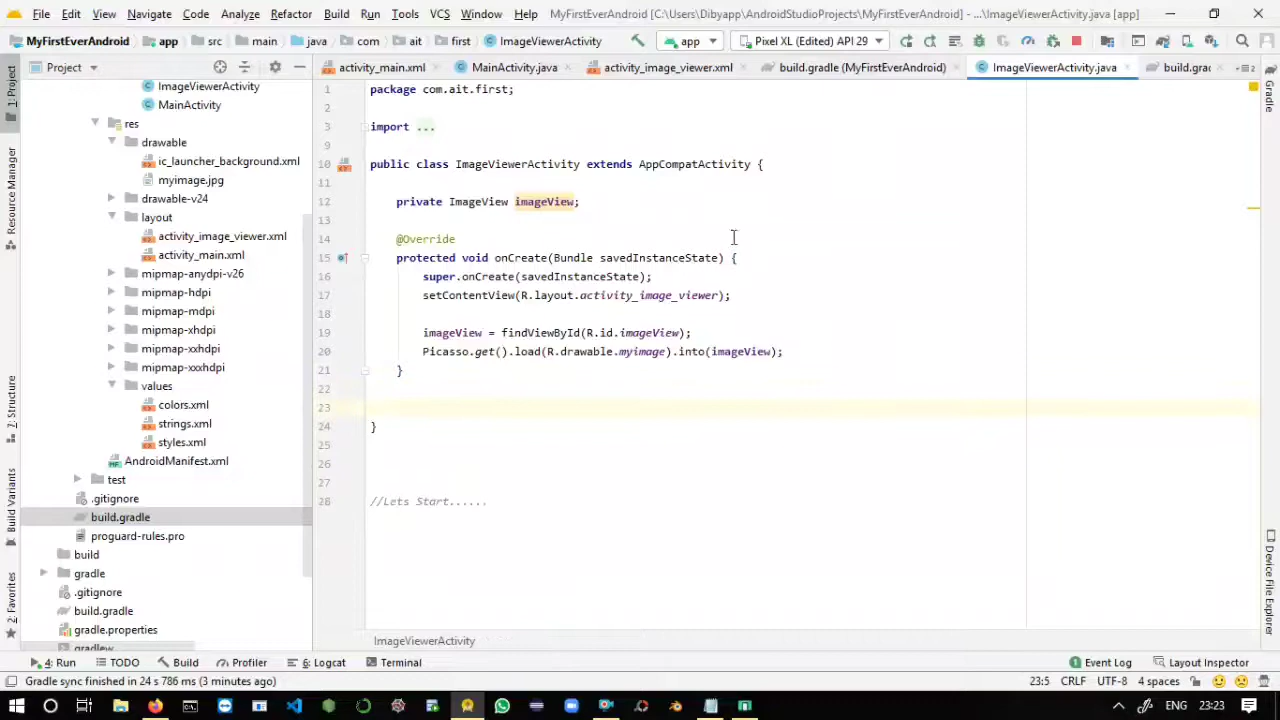 File Edit View Navigate Code Analyze Refactor Build Run Tools VCS Window Help MyFirstEverAndroid [C:\Users\Dibyapp\AndroidStudioProjects\MyFirstEverAndroid] - ...\ImageViewerActivity.java [app]
MyFirstEverAndroid app src main java com ait first ImageViewerActivity app Pixel XL (Edited) API 29
Project activity_main.xml MainActivity.java activity_image_viewer.xml build.gradle (MyFirstEverAndroid) ImageViewerActivity.java build.grac
1: Project
Resource Manager
7: Structure
Build Variants
2: Favorites
ImageViewerActivity
MainActivity
res
drawable
ic_launcher_background.xml
myimage.jpg
drawable-v24
layout
activity_image_viewer.xml
activity_main.xml
mipmap-anydpi-v26
mipmap-hdpi
mipmap-mdpi
mipmap-xhdpi
mipmap-xxhdpi
mipmap-xxxhdpi
values
colors.xml
strings.xml
styles.xml
AndroidManifest.xml
test
.gitignore
build.gradle
proguard-rules.pro
build
gradle
.gitignore
build.gradle
gradle.properties
gradlew
1 package com.ait.first;
2
3 import ...
9
10 public class ImageViewerActivity extends AppCompatActivity {
11
12 private ImageView imageView;
13
14 @Override
15 protected void onCreate(Bundle savedInstanceState) {
16 super.onCreate(savedInstanceState);
17 setContentView(R.layout.activity_image_viewer);
18
19 imageView = findViewById(R.id.imageView);
20 Picasso.get().load(R.drawable.myimage).into(imageView);
21 }
22
23
24 }
25
26
27
28 //Lets Start......
ImageViewerActivity
Gradle
Device File Explorer
4: Run TODO Build Profiler 6: Logcat Terminal 1 Event Log Layout Inspector
Gradle sync finished in 24 s 786 ms (3 minutes ago) 23:5 CRLF UTF-8 4 spaces
ENG 23:23